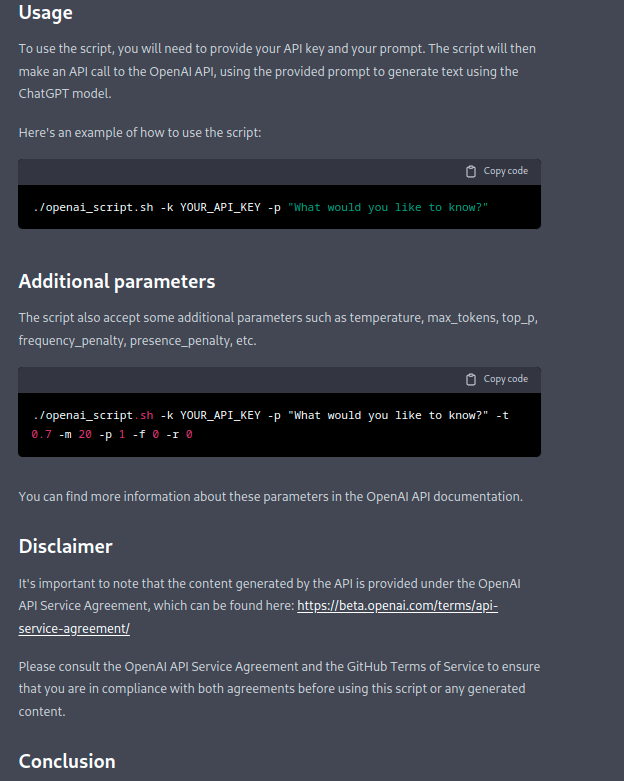 Usage
To use the script, you will need to provide your API key and your prompt. The script will then
make an API call to the OpenAI API, using the provided prompt to generate text using the
ChatGPT model.
Here's an example of how to use the script:
Copy code
./openai_script.sh -k YOUR_API_KEY -p "What would you like to know?"
Additional parameters
The script also accept some additional parameters such as temperature, max_tokens, top_p,
frequency_penalty, presence_penalty, etc.
Copy code
./openai_script.sh -k YOUR_API_KEY -p "What would you like to know?" -t
0.7 -m 20 -p 1 -f 0 -r 0
You can find more information about these parameters in the OpenAI API documentation.
Disclaimer
It's important to note that the content generated by the API is provided under the OpenAI
API Service Agreement, which can be found here: https://beta.openai.com/terms/api-
service-agreement/
Please consult the OpenAI API Service Agreement and the GitHub Terms of Service to ensure
that you are in compliance with both agreements before using this script or any generated
content.
Conclusion